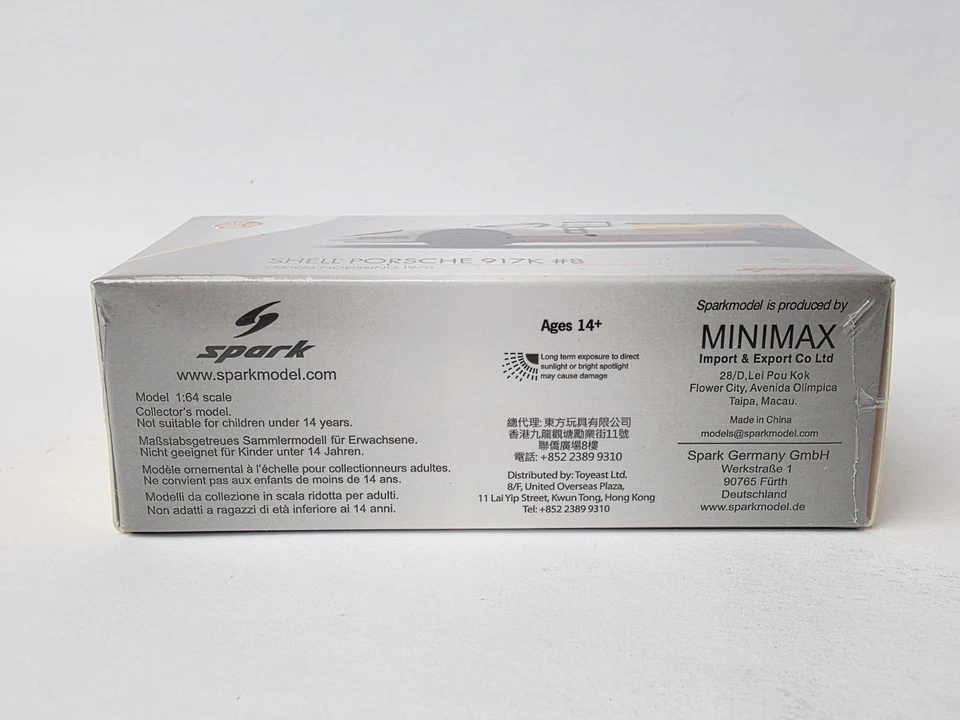 SHELL PORSCHE 917K #8
1000KM NORISRING 1970
spark
www.sparkmodel.com
Model 1:64 scale
Collector's model.
Not suitable for children under 14 years.
Maßstabsgetreues Sammlermodell für Erwachsene.
Nicht geeignet für Kinder unter 14 Jahren.
Modèle ornemental à l'échelle pour collectionneurs adultes.
Ne convient pas aux enfants de moins de 14 ans.
Modelli da collezione in scala ridotta per adulti.
Non adatti a ragazzi di età inferiore ai 14 anni.
Ages 14+
Long term exposure to direct
sunlight or bright spotlight
may cause damage
總代理: 東方玩具有限公司
香港九龍觀塘勵業街11號
聯僑廣場8樓
電話: +852 2389 9310
Distributed by: Toyeast Ltd.
8/F, United Overseas Plaza,
11 Lai Yip Street, Kwun Tong, Hong Kong
Tel: +852 2389 9310
Sparkmodel is produced by
MINIMAX
Import & Export Co Ltd
28/D,Lei Pou Kok
Flower City, Avenida Olimpica
Taipa, Macau.
Made in China
models@sparkmodel.com
Spark Germany GmbH
Werkstraße 1
90765 Fürth
Deutschland
www.sparkmodel.de